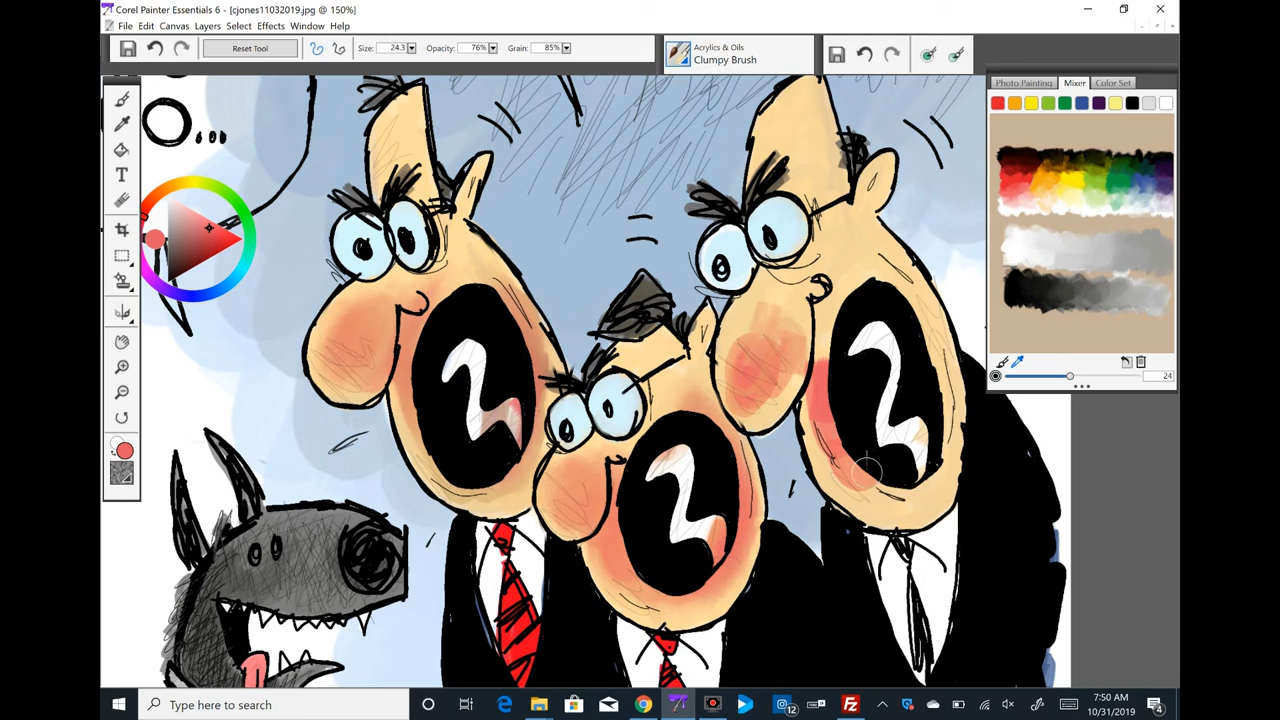 Corel Painter Essentials 6 - [cjones11032019.jpg @ 150%]
File Edit Canvas Layers Select Effects Window Help
Reset Tool Size: 24.3 Opacity: 76% Grain: 85%
Acrylics & Oils
Clumpy Brush
Photo Painting Mixer Color Set
O...
T
24
Type here to search
12
7:50 AM
10/31/2019
4